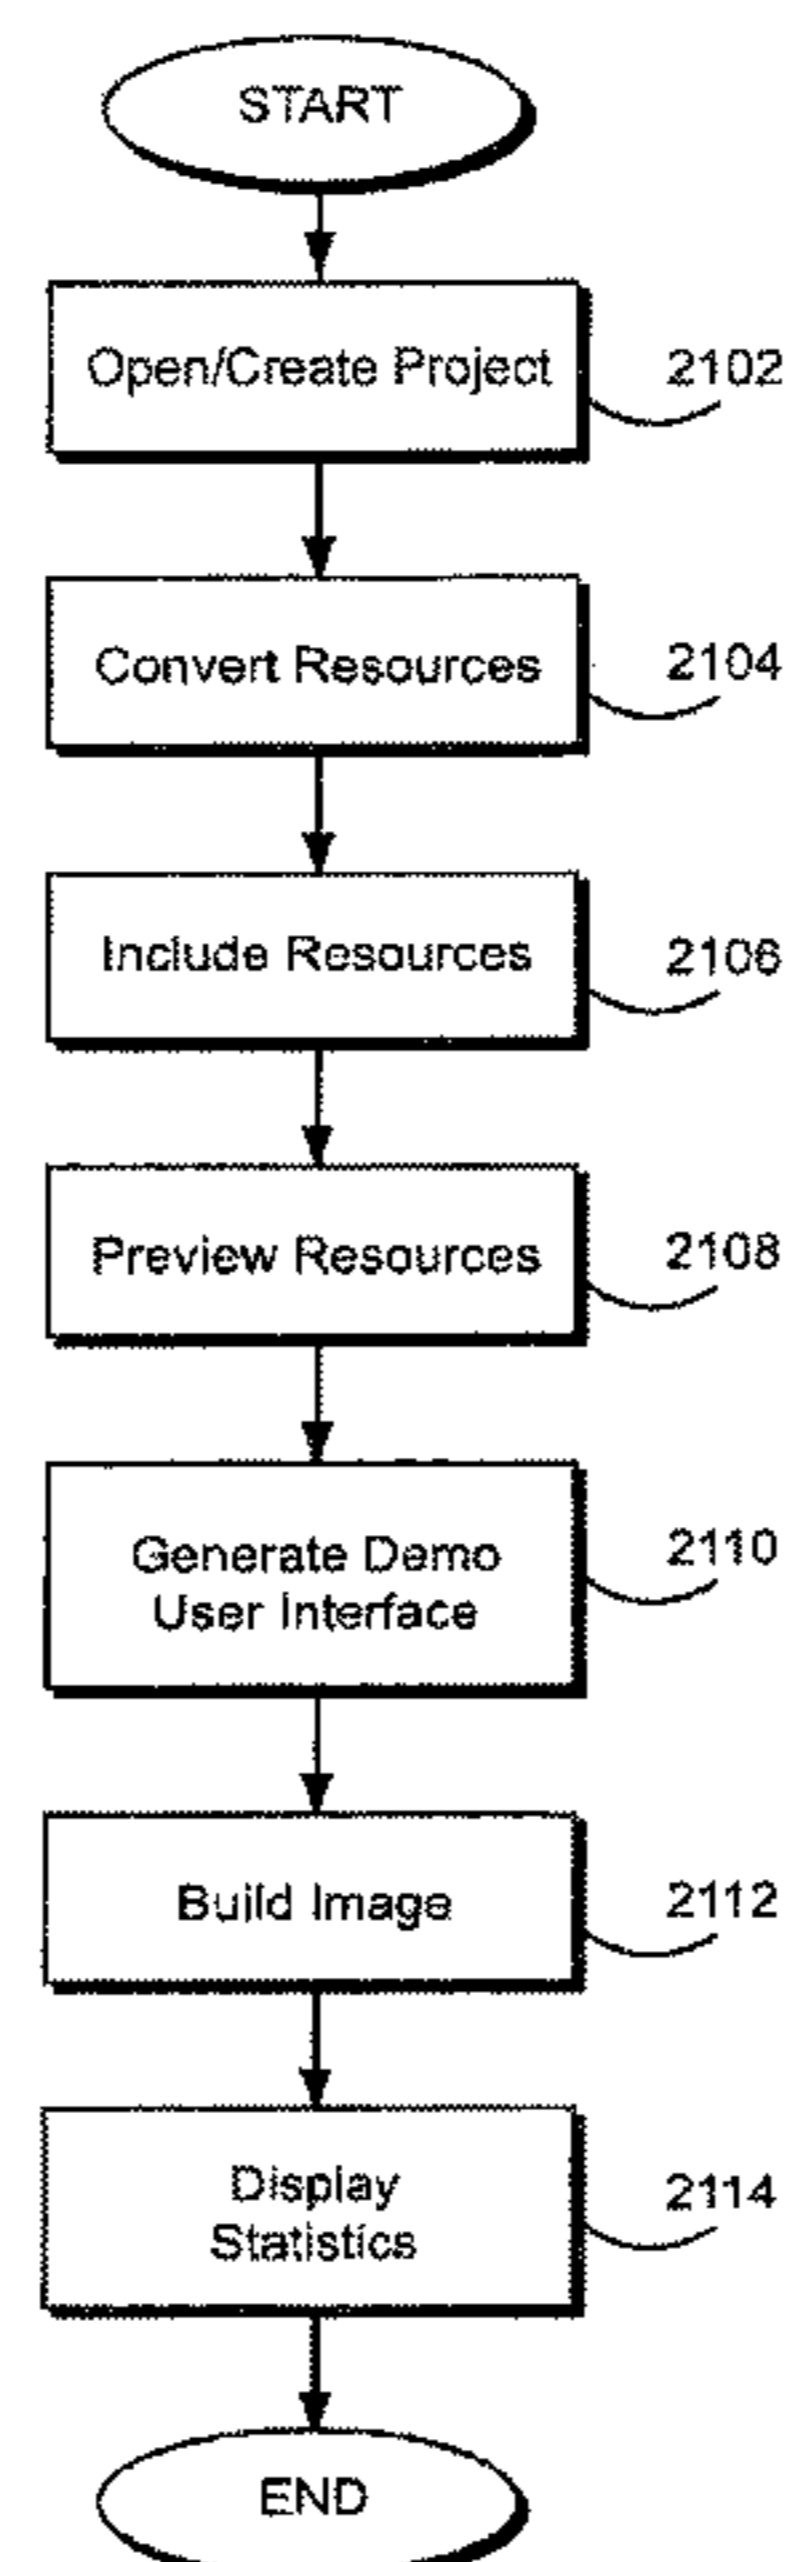 START
Open/Create Project
2102
Convert Resources
2104
Include Resources
2106
Preview Resources
2108
Generate Demo
User Interface
2110
Build Image
2112
Display
Statistics
2114
END